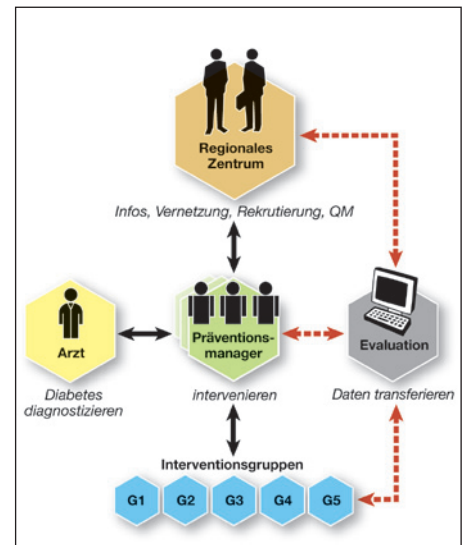 Regionales
Zentrum
Infos, Vernetzung, Rekrutierung, QM
Arzt
Diabetes
diagnostizieren
Präventions-
manager
intervenieren
Evaluation
Daten transferieren
Interventionsgruppen
G1 G2 G3 G4 G5